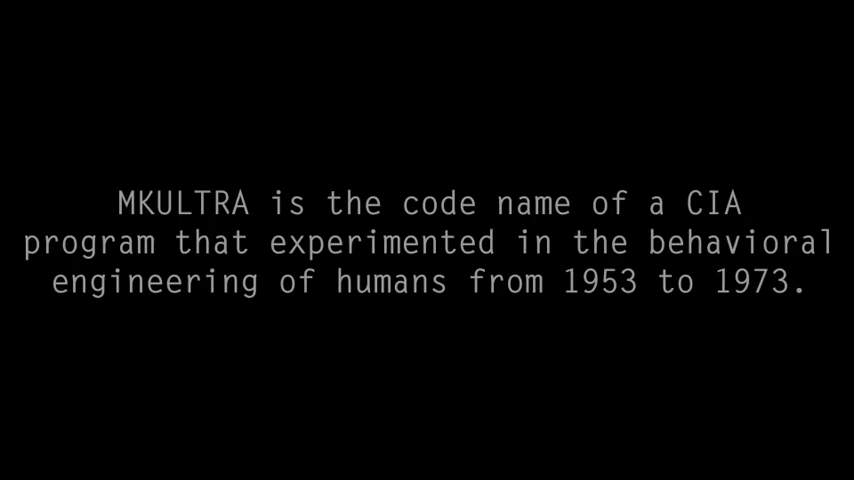 MKULTRA is the code name of a CIA
program that experimented in the behavioral
engineering of humans from 1953 to 1973.